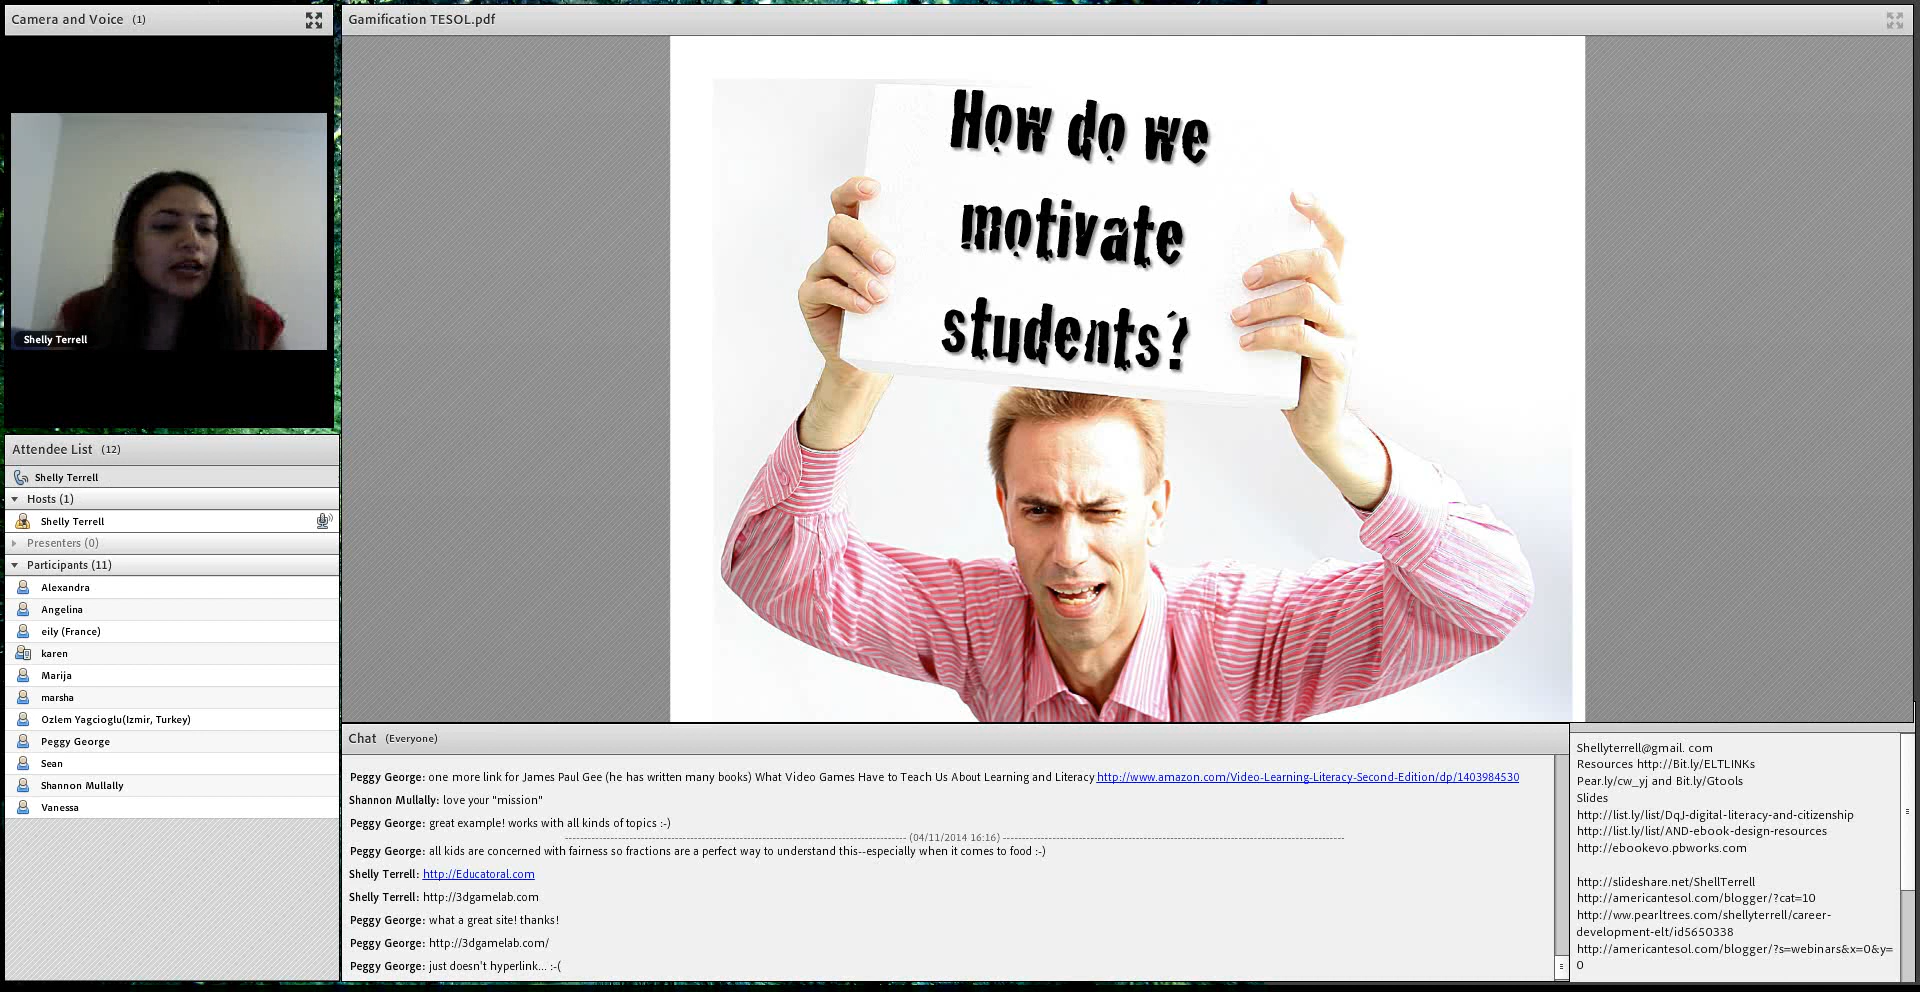 Camera and Voice (1)
Shelly Terrell
Attendee List (12)
Shelly Terrell
Hosts (1)
Shelly Terrell
Presenters (0)
Participants (11)
Alexandra
Angelina
eily (France)
karen
Marija
marsha
Ozlem Yagcioglu(Izmir, Turkey)
Peggy George
Sean
Shannon Mullally
Vanessa
Gamification TESOL.pdf
How do we
motivate
students?
Chat (Everyone)
Peggy George: one more link for James Paul Gee (he has written many books) What Video Games Have to Teach Us About Learning and Literacy http://www.amazon.com/Video-Learning-Literacy-Second-Edition/dp/1403984530
Shannon Mullally: love your "mission"
Peggy George: great example! works with all kinds of topics :-)
(04/11/2014 16:16)
Peggy George: all kids are concerned with fairness so fractions are a perfect way to understand this--especially when it comes to food :-)
Shelly Terrell: http://Educatoral.com
Shelly Terrell: http://3dgamelab.com
Peggy George: what a great site! thanks!
Peggy George: http://3dgamelab.com/
Peggy George: just doesn't hyperlink... :-(
Shellyterrell@gmail. com
Resources http://Bit.ly/ELTLINKs
Pear.ly/cw_yj and Bit.ly/Gtools
Slides
http://list.ly/list/DqJ-digital-literacy-and-citizenship
http://list.ly/list/AND-ebook-design-resources
http://ebookevo.pbworks.com
http://slideshare.net/ShellTerrell
http://americantesol.com/blogger/?cat=10
http://ww.pearltrees.com/shellyterrell/career-
development-elt/id5650338
http://americantesol.com/blogger/?s=webinars&x=0&y=
0